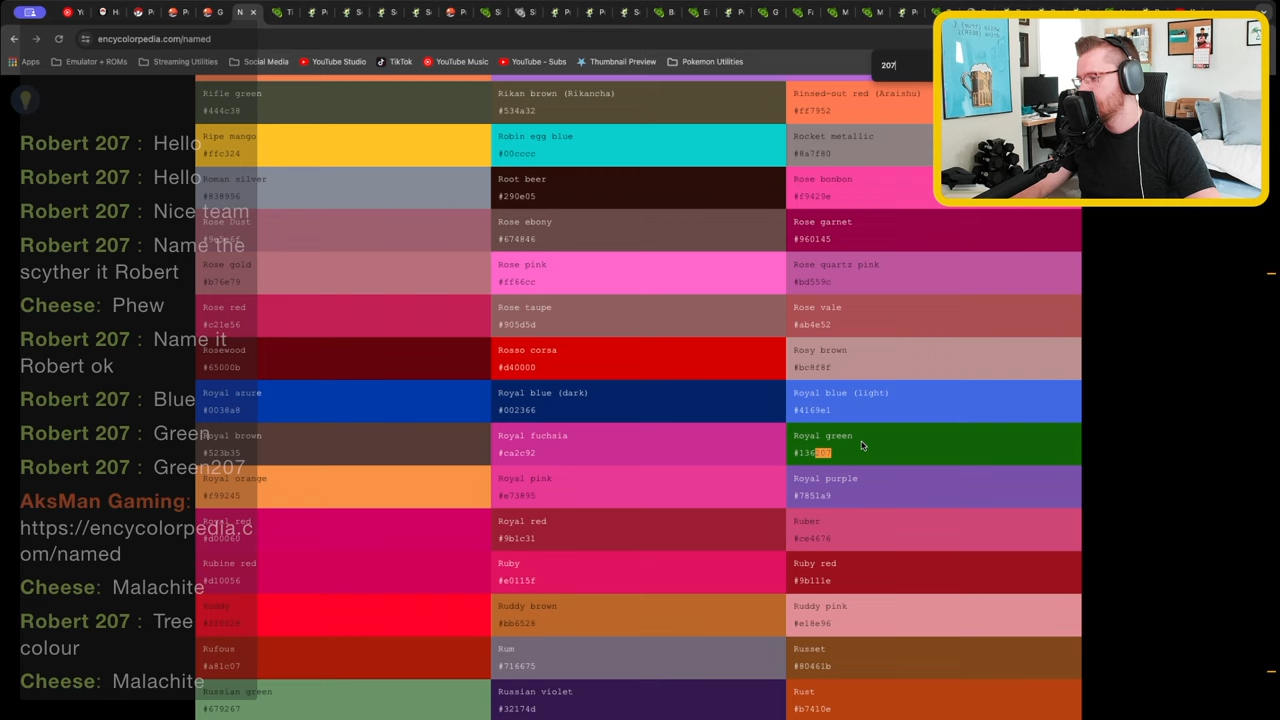 encycolorpedia.com/named
Apps
Emulator + ROMs
Streaming Utilities
Social Media
YouTube Studio
TikTok
YouTube Music
YouTube - Subs
Thumbnail Preview
Pokemon Utilities
207
Rifle green
#444c38
Rikan brown (Rikancha)
#534a32
Rinsed-out red (Araishu)
#ff7952
Ripe mango
#ffc324
Robin egg blue
#00cccc
Rocket metallic
#8a7f80
Roman silver
#838996
Root beer
#290e05
Rose bonbon
#f9429e
Rose Dust
Rose ebony
#674846
Rose garnet
#960145
Rose gold
#b76e79
Rose pink
#ff66cc
Rose quartz pink
#bd559c
Rose red
#c21e56
Rose taupe
#905d5d
Rose vale
#ab4e52
Rosewood
#65000b
Rosso corsa
#d40000
Rosy brown
#bc8f8f
Royal azure
#0038a8
Royal blue (dark)
#002366
Royal blue (light)
#4169e1
Royal brown
#523b35
Royal fuchsia
#ca2c92
Royal green
#136207
Royal orange
#f99245
Royal pink
#e73895
Royal purple
#7851a9
Royal red
#d00060
Royal red
#9b1c31
Ruber
#ce4676
Rubine red
#d10056
Ruby
#e0115f
Ruby red
#9b111e
Ruddy
Ruddy brown
#bb6528
Ruddy pink
#e18e96
Rufous
#a81c07
Rum
#716675
Russet
#80461b
Russian green
#679267
Russian violet
#32174d
Rust
#b7410e
Robert 207 : Hello
Robert 207 : Hello
Robert 207 : Nice team
Robert 207 : Name the
scyther it Robert
Cheese: Phew
Robert 207 : Name it
Robert ok
Robert 207 : Blue
Robert 207 : Green
Robert 207 : Green207
AksMan Gaming:
https://encycolorpedia.c
om/named
Cheese: Malachite
Robert 207 : Tree
colour
Cheese: Malachite